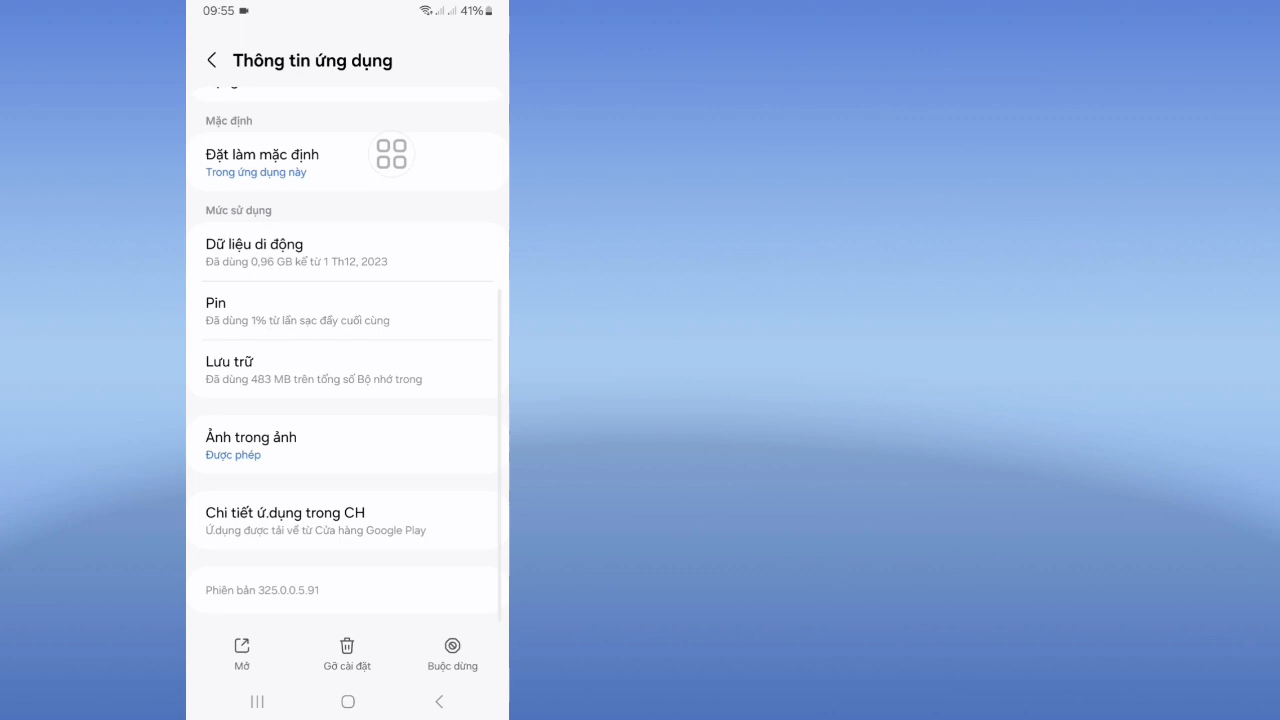 09:55
41%
Thông tin ứng dụng
Mặc định
Đặt làm mặc định
Trong ứng dụng này
Mức sử dụng
Dữ liệu di động
Đã dùng 0,96 GB kể từ 1 Th12, 2023
Pin
Đã dùng 1% từ lần sạc đầy cuối cùng
Lưu trữ
Đã dùng 483 MB trên tổng số Bộ nhớ trong
Ảnh trong ảnh
Được phép
Chi tiết ứ.dụng trong CH
Ứ.dụng được tải về từ Cửa hàng Google Play
Phiên bản 325.0.0.5.91
Mở
Gỡ cài đặt
Buộc dừng